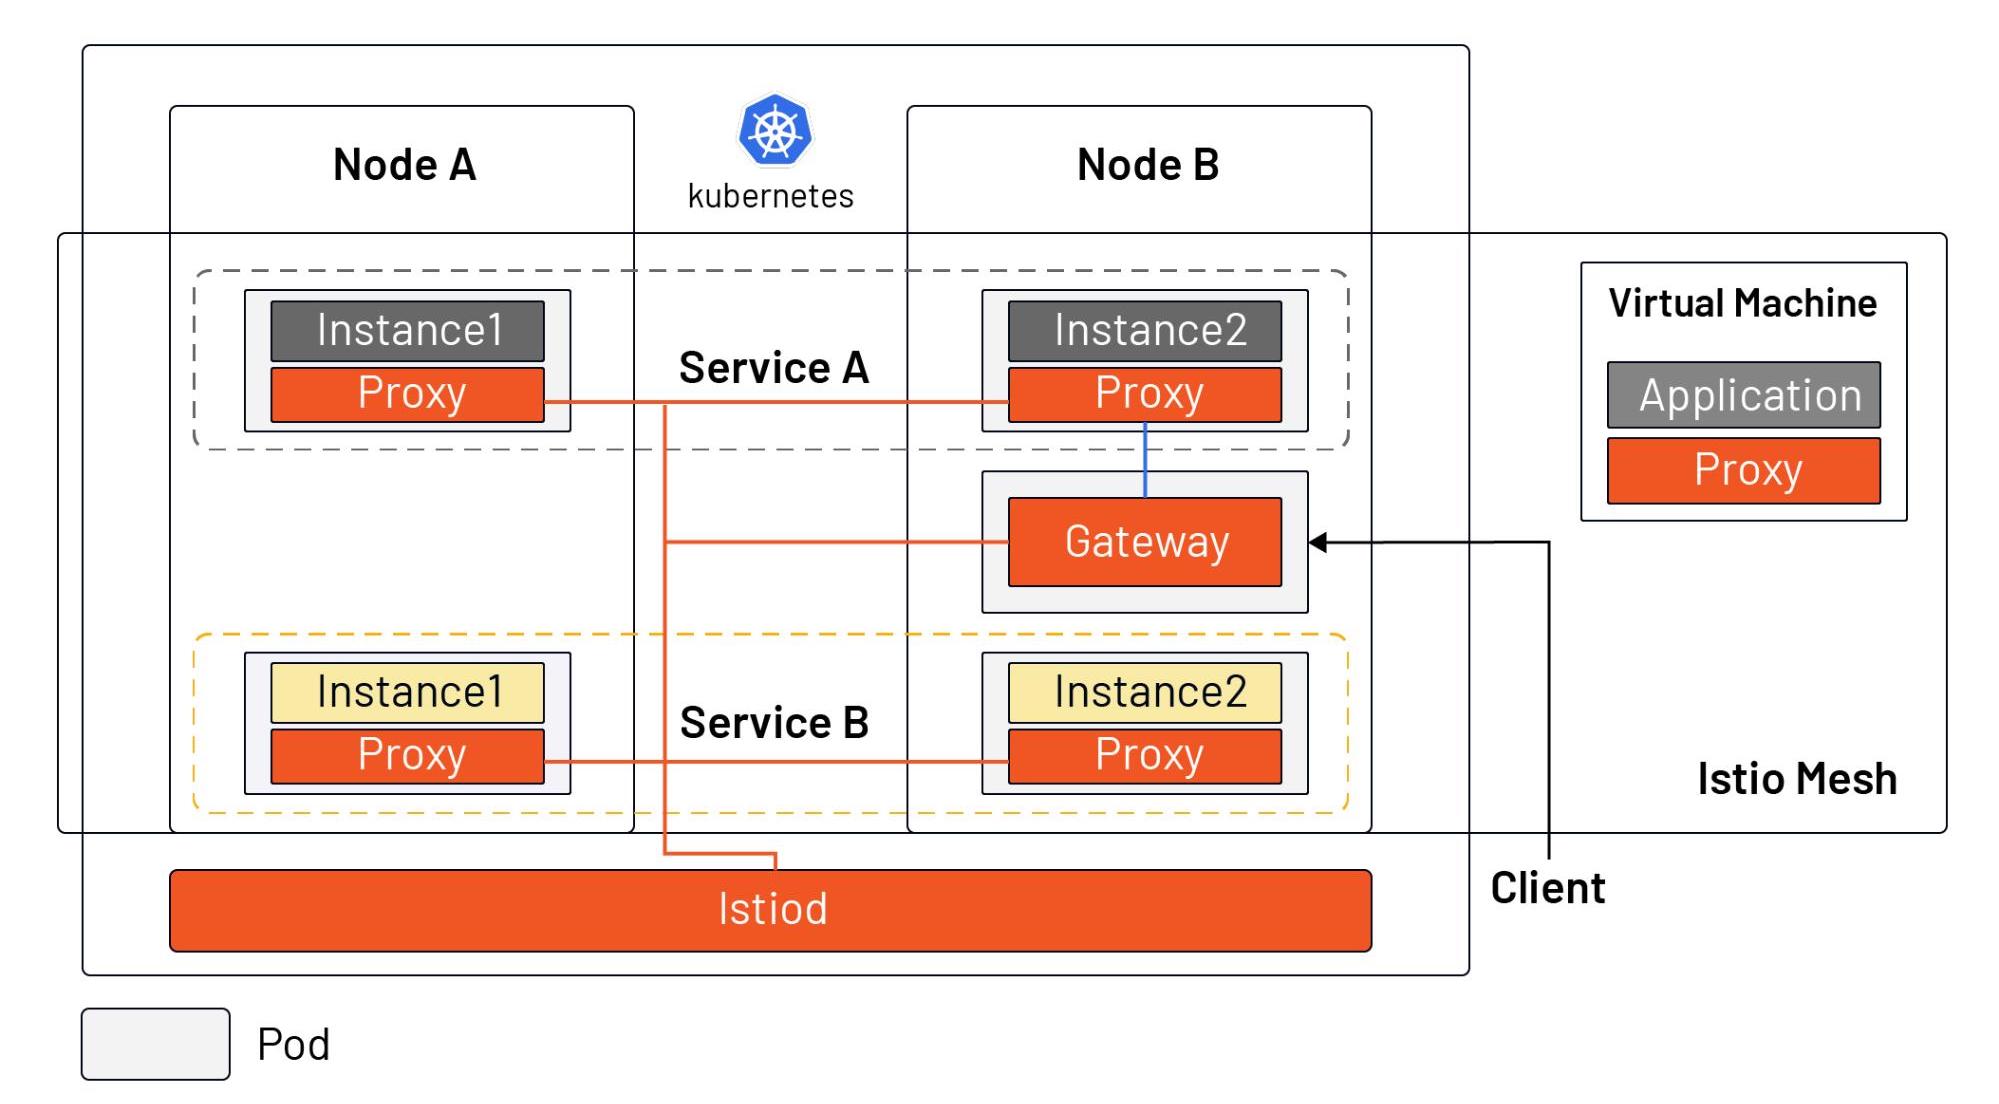 Node A
kubernetes
Node B
Instance1
Proxy
Service A
Instance2
Proxy
Virtual Machine
Application
Proxy
Gateway
Instance1
Proxy
Service B
Instance2
Proxy
Istio Mesh
Client
Istiod
Pod